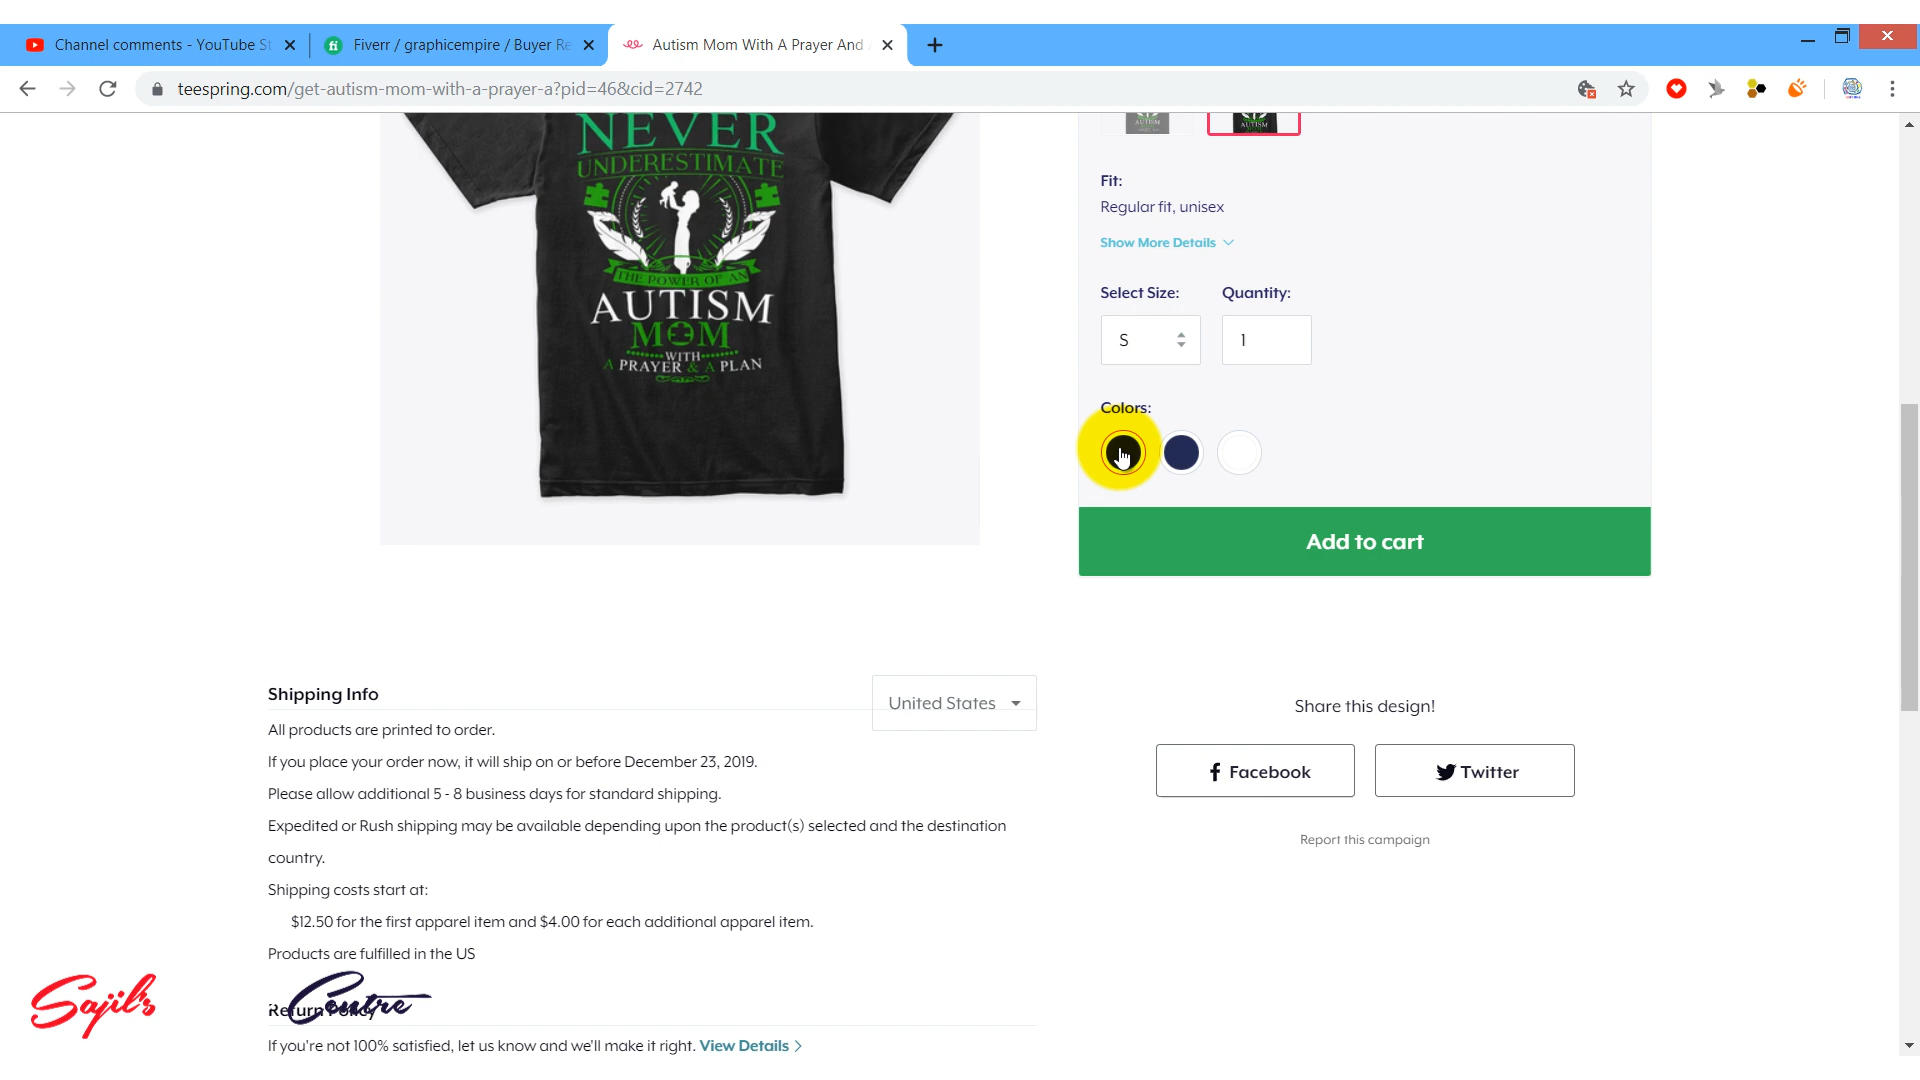 Channel comments - YouTube St
Fiverr / graphicempire / Buyer Re
Autism Mom With A Prayer And A
teespring.com/get-autism-mom-with-a-prayer-a?pid=46&cid=2742
NEVER
UNDERESTIMATE
THE POWER OF AN
AUTISM
MOM
WITH
A PRAYER & A PLAN
AUTISM
AUTISM
Fit:
Regular fit, unisex
Show More Details
Select Size:
Quantity:
S
1
Colors:
Add to cart
Shipping Info
United States
All products are printed to order.
If you place your order now, it will ship on or before December 23, 2019.
Please allow additional 5 - 8 business days for standard shipping.
Expedited or Rush shipping may be available depending upon the product(s) selected and the destination
country.
Shipping costs start at:
$12.50 for the first apparel item and $4.00 for each additional apparel item.
Products are fulfilled in the US
Share this design!
Facebook
Twitter
Report this campaign
Sajil's Centre
Return Policy
If you're not 100% satisfied, let us know and we'll make it right. View Details